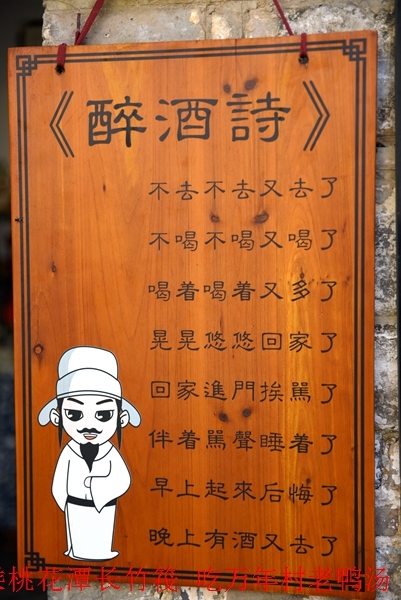 《醉酒詩》
不去不去又去了
不喝不喝又喝了
喝着喝着又多了
晃晃悠悠回家了
回家進門挨罵了
伴着罵聲睡着了
早上起來后悔了
晚上有酒又去了
桃花潭长竹筏 吃万年村老鸭汤